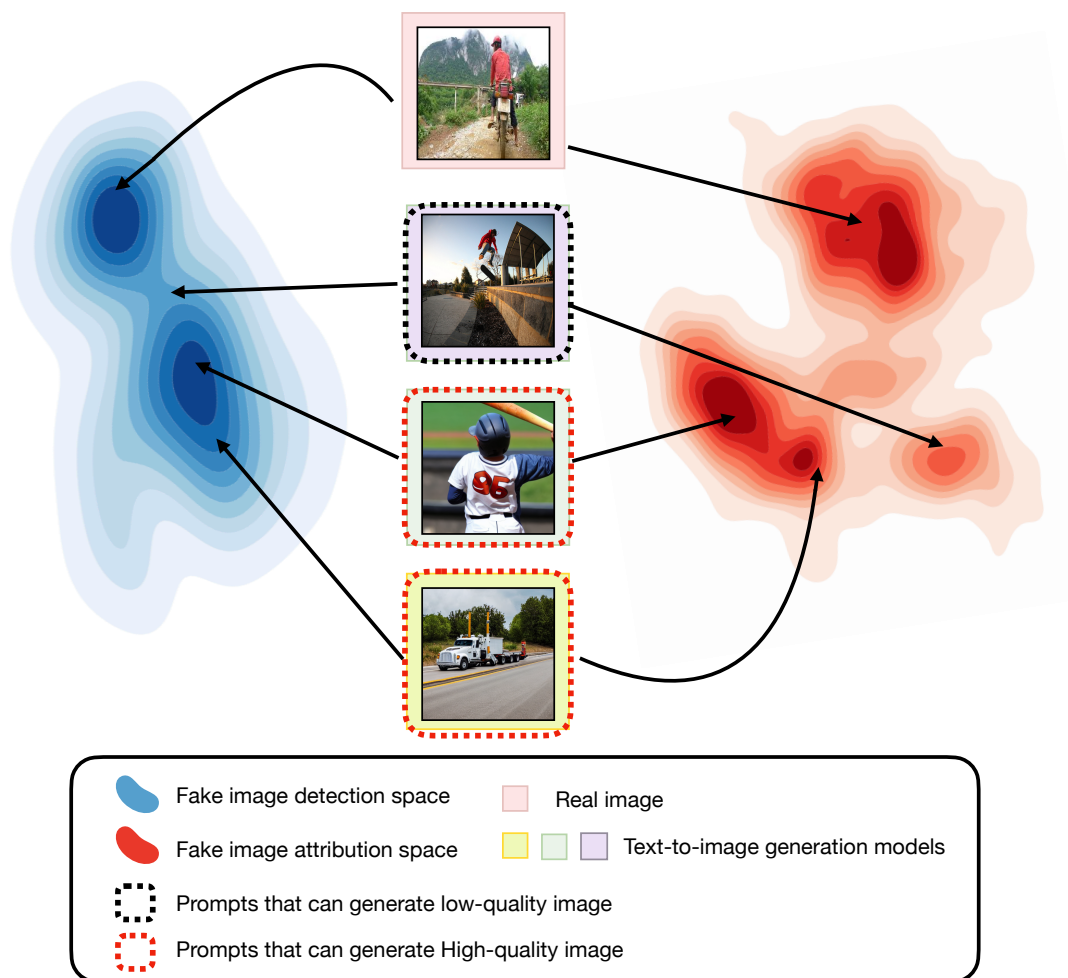 95
Fake image detection space
Real image
Fake image attribution space
Text-to-image generation models
Prompts that can generate low-quality image
Prompts that can generate High-quality image